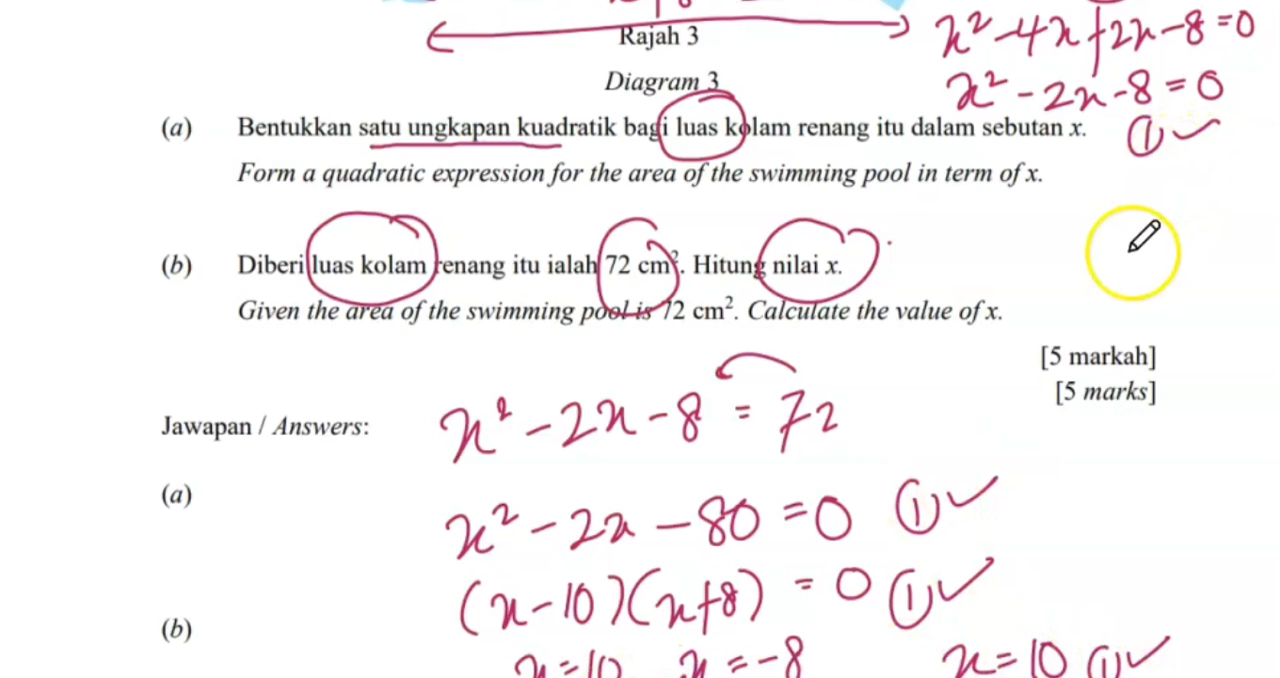 Rajah 3
x² - 4x + 2x - 8 = 0
Diagram 3
x² - 2x - 8 = 0
(a) Bentukkan satu ungkapan kuadratik bagi luas kolam renang itu dalam sebutan x.
① ✓
Form a quadratic expression for the area of the swimming pool in term of x.
(b) Diberi luas kolam renang itu ialah 72 cm². Hitung nilai x.
Given the area of the swimming pool is 72 cm². Calculate the value of x.
[5 markah]
[5 marks]
x² - 2x - 8 = 72
Jawapan / Answers:
(a)
x² - 2x - 80 = 0 ① ✓
(x - 10)(x + 8) = 0 ① ✓
(b)
x = 10 x = -8 x = 10 ① ✓